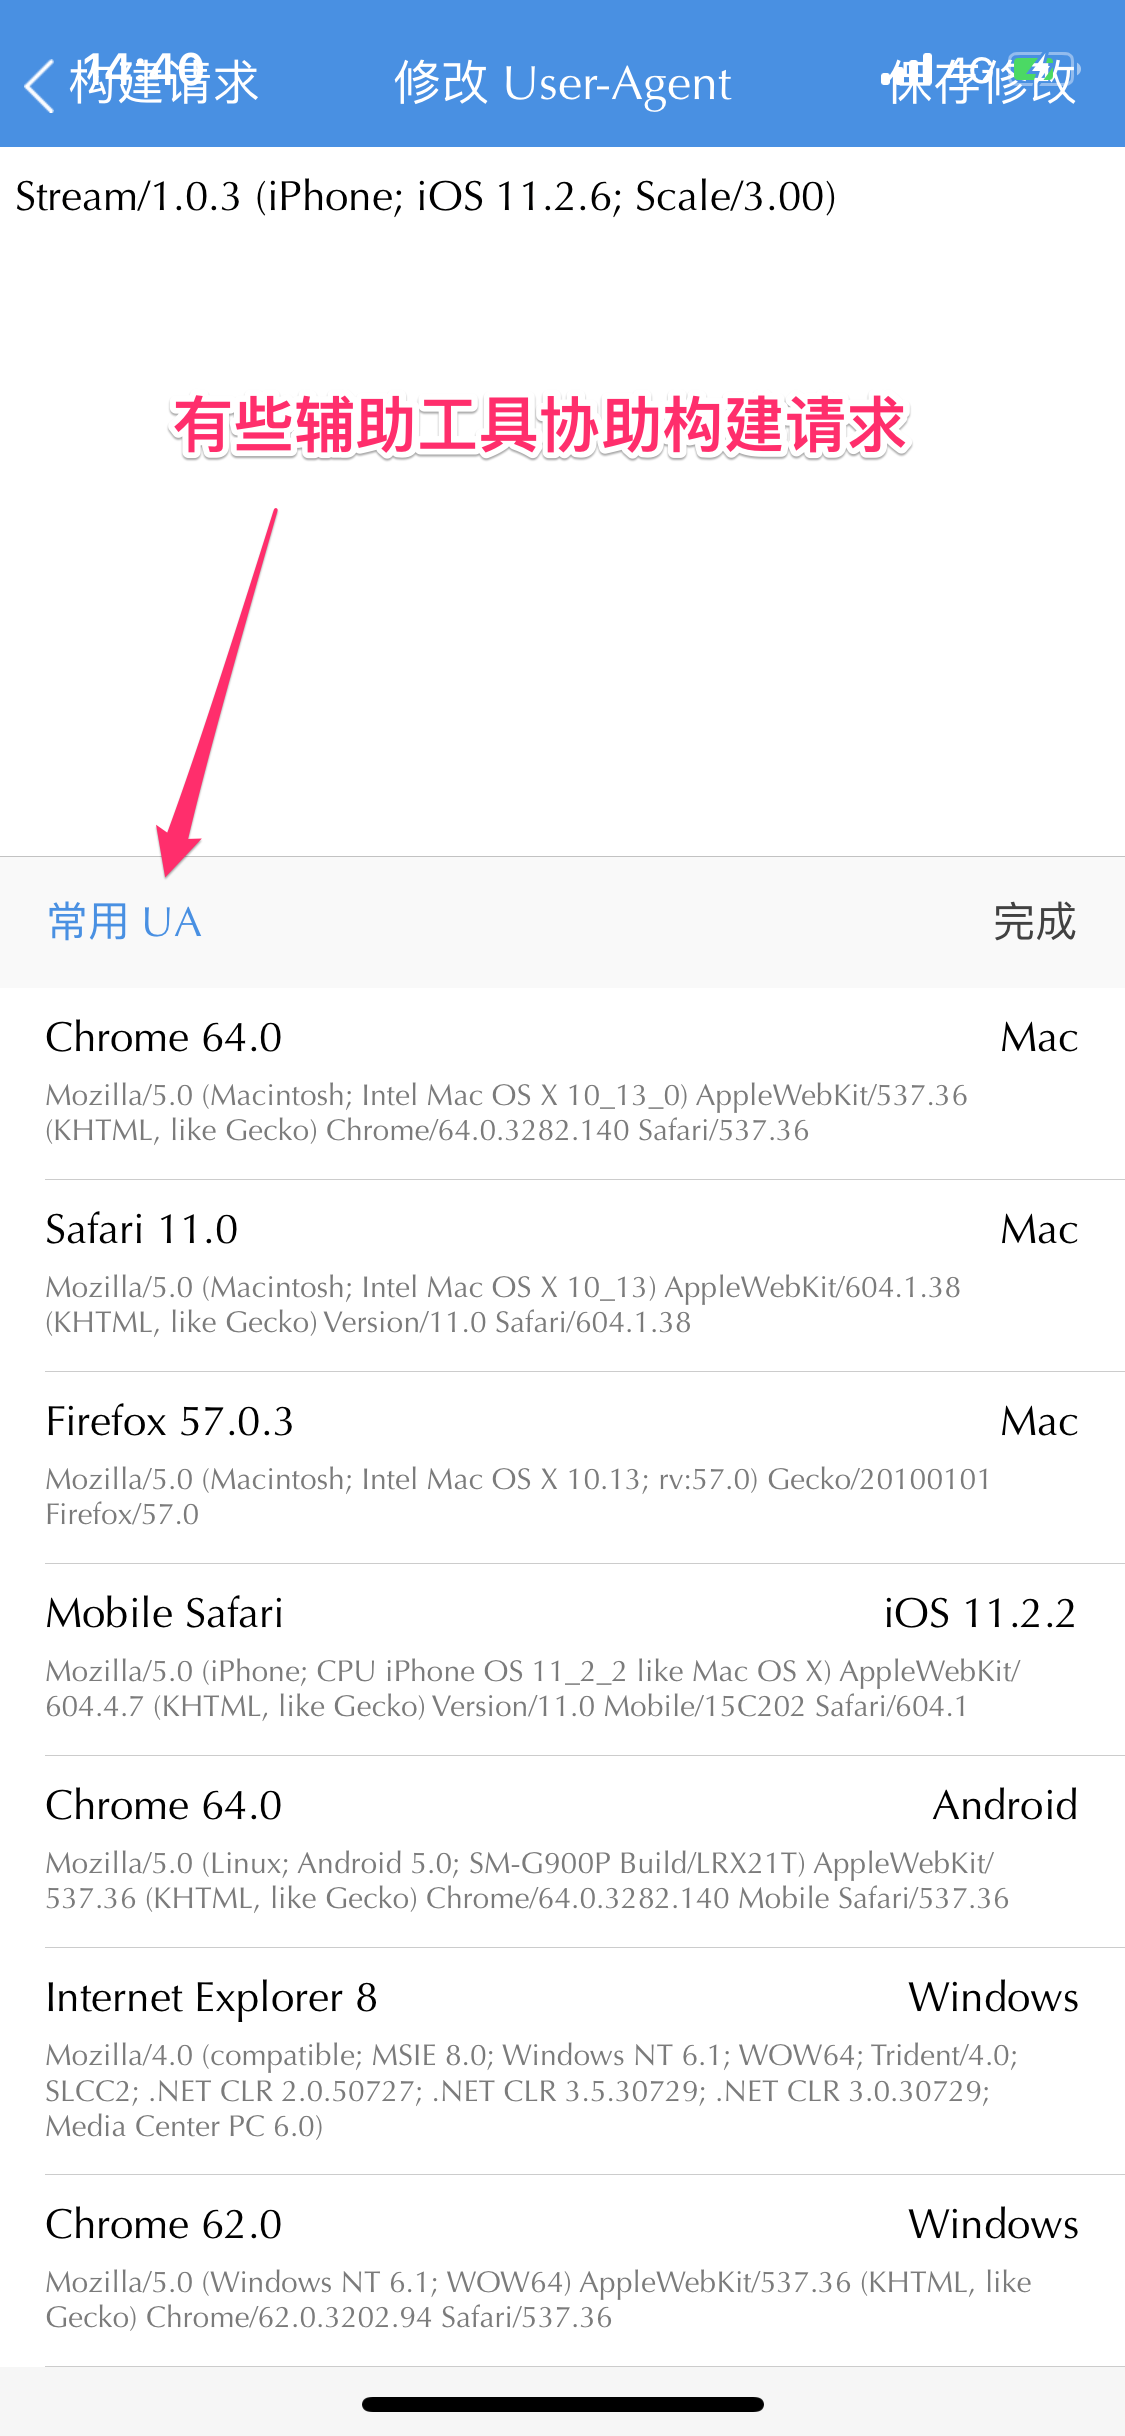 14:40
4G
构建请求
修改 User-Agent
保存修改
Stream/1.0.3 (iPhone; iOS 11.2.6; Scale/3.00)
有些辅助工具协助构建请求
常用 UA
完成
Chrome 64.0
Mac
Mozilla/5.0 (Macintosh; Intel Mac OS X 10_13_0) AppleWebKit/537.36
(KHTML, like Gecko) Chrome/64.0.3282.140 Safari/537.36
Safari 11.0
Mac
Mozilla/5.0 (Macintosh; Intel Mac OS X 10_13) AppleWebKit/604.1.38
(KHTML, like Gecko) Version/11.0 Safari/604.1.38
Firefox 57.0.3
Mac
Mozilla/5.0 (Macintosh; Intel Mac OS X 10.13; rv:57.0) Gecko/20100101
Firefox/57.0
Mobile Safari
iOS 11.2.2
Mozilla/5.0 (iPhone; CPU iPhone OS 11_2_2 like Mac OS X) AppleWebKit/
604.4.7 (KHTML, like Gecko) Version/11.0 Mobile/15C202 Safari/604.1
Chrome 64.0
Android
Mozilla/5.0 (Linux; Android 5.0; SM-G900P Build/LRX21T) AppleWebKit/
537.36 (KHTML, like Gecko) Chrome/64.0.3282.140 Mobile Safari/537.36
Internet Explorer 8
Windows
Mozilla/4.0 (compatible; MSIE 8.0; Windows NT 6.1; WOW64; Trident/4.0;
SLCC2; .NET CLR 2.0.50727; .NET CLR 3.5.30729; .NET CLR 3.0.30729;
Media Center PC 6.0)
Chrome 62.0
Windows
Mozilla/5.0 (Windows NT 6.1; WOW64) AppleWebKit/537.36 (KHTML, like
Gecko) Chrome/62.0.3202.94 Safari/537.36